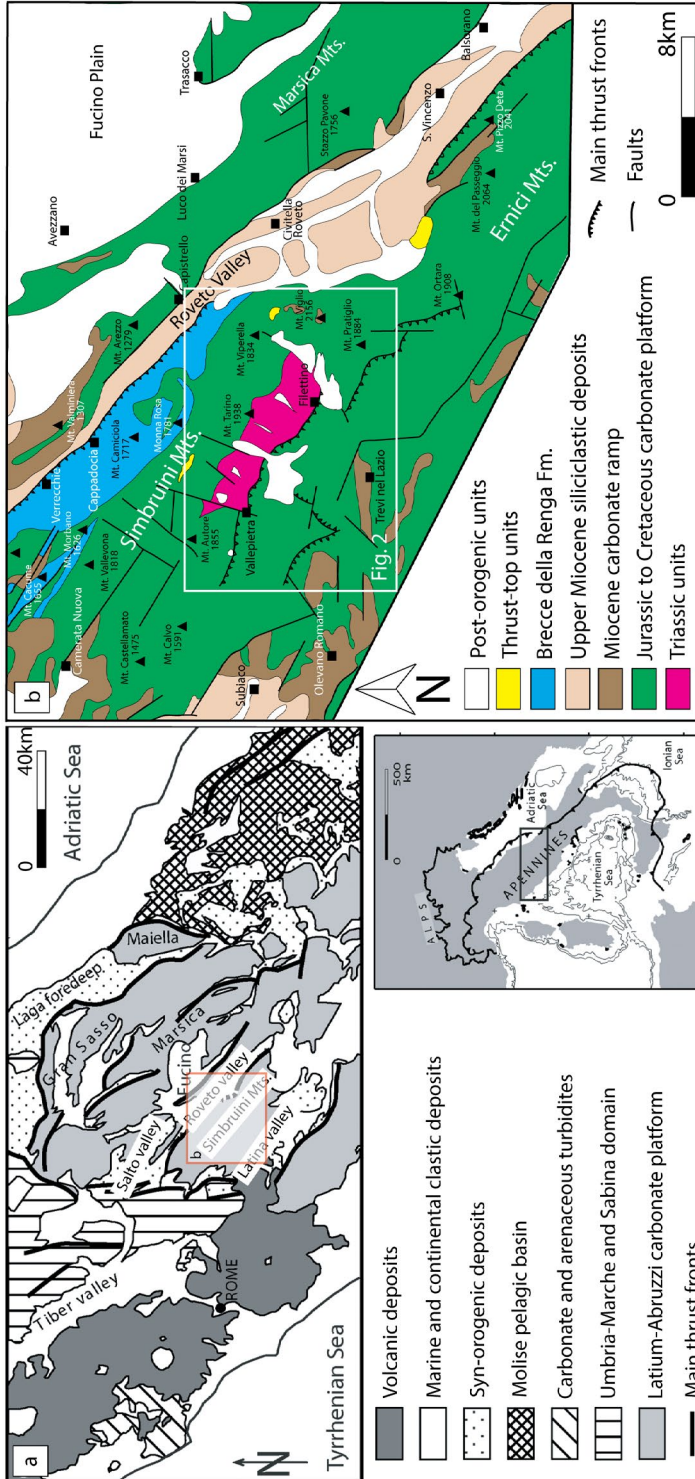 a
Adriatic Sea
0
40km
Laga foredeep
Maiella
Gran Sasso
Marsica
Fucino
Roveto valley
Simbruini Mts.
b
Salto valley
Latina valley
Tiber valley
ROME
N
Tyrrhenian Sea
Volcanic deposits
Marine and continental clastic deposits
Syn-orogenic deposits
Molise pelagic basin
Carbonate and arenaceous turbidites
Umbria-Marche and Sabina domain
Latium-Abruzzi carbonate platform
Main thrust fronts
ALPS
APENNINES
Adriatic
Sea
Tyrrhenian
Sea
Ionian
Sea
0
500
km
b
Fucino Plain
Avezzano
Trasacco
Luco dei Marsi
Marsica Mts.
Stazzo Pavone
1756
Balsorano
S. Vincenzo
Civitella
Roveto
Capistrello
Roveto Valley
Mt. Arezzo
1279
Mt. Valminiera
1307
Verrecchie
Cappadocia
Mt. Camiciola
1717
Monna Rosa
1781
Simbruini Mts.
Mt. Cacume
1655
Mt. Morbano
1626
Mt. Vallevona
1818
Camerata Nuova
Mt. Castellamato
1475
Mt. Calvo
1591
Mt. Autore
1855
Vallepietra
Mt. Tarino
1938
Mt. Viperella
1834
Mt. Viglio
2156
Filettino
Mt. Pratiglio
1884
Mt. Ortara
1908
Mt. del Passeggio
2064
Mt. Pizzo Deta
2041
Ernici Mts.
Trevi nel Lazio
Fig. 2
Subiaco
Olevano Romano
N
Post-orogenic units
Thrust-top units
Brecce della Renga Fm.
Upper Miocene siliciclastic deposits
Miocene carbonate ramp
Jurassic to Cretaceous carbonate platform
Triassic units
Main thrust fronts
Faults
0
8km